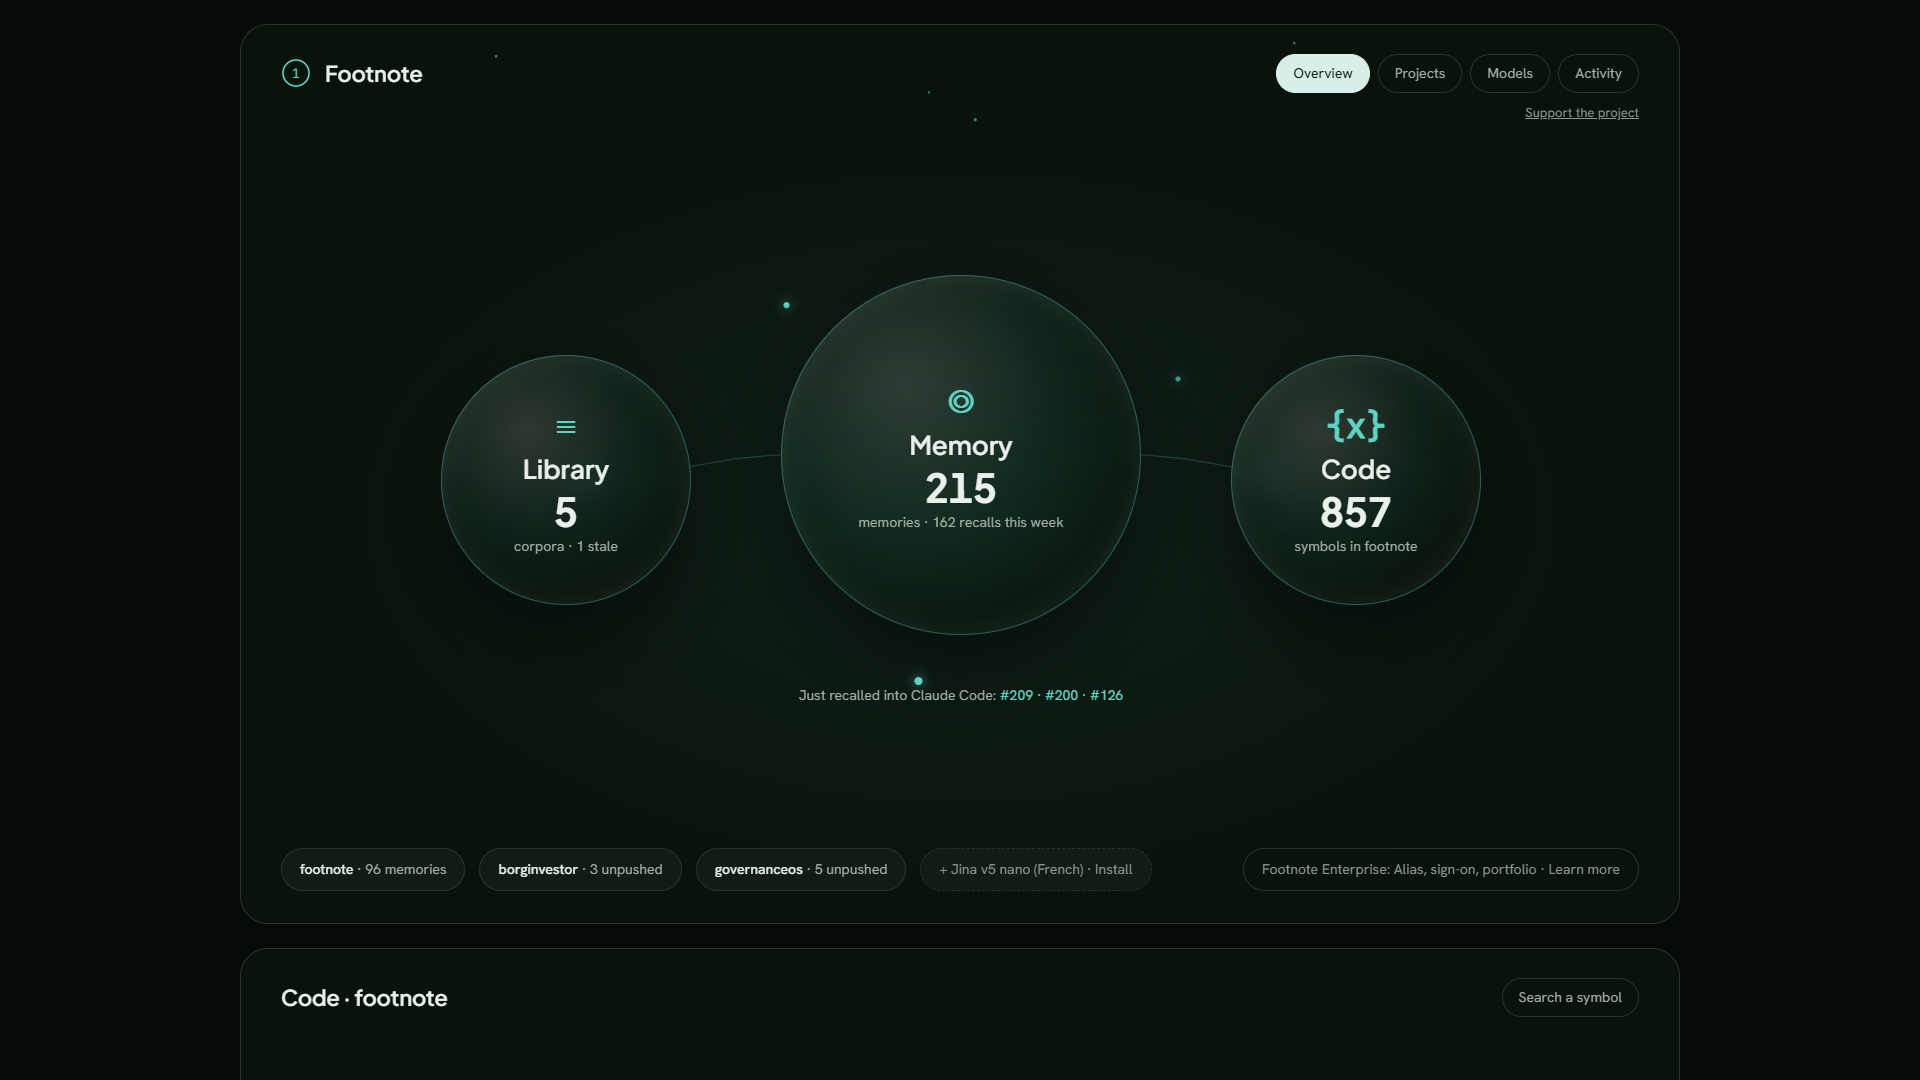 1 Footnote
Overview Projects Models Activity
Support the project
Library
5
corpora · 1 stale
Memory
215
memories · 162 recalls this week
{x}
Code
857
symbols in footnote
Just recalled into Claude Code: #209 · #200 · #126
footnote · 96 memories
borginvestor · 3 unpushed
governanceos · 5 unpushed
+ Jina v5 nano (French) · Install
Footnote Enterprise: Alias, sign-on, portfolio · Learn more
Code · footnote
Search a symbol